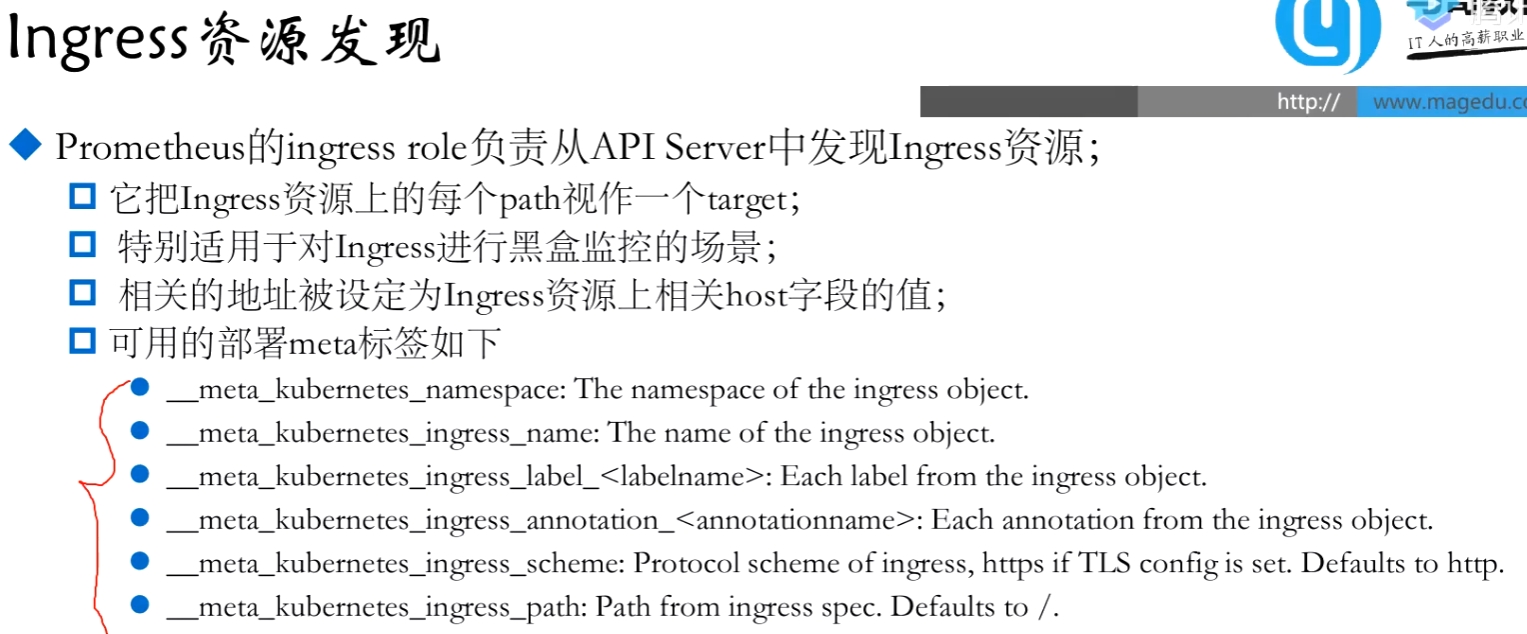 Ingress资源发现
IT人的高薪职业
http://
www.magedu.co
Prometheus的ingress role负责从API Server中发现Ingress资源；
它把Ingress资源上的每个path视作一个target；
特别适用于对Ingress进行黑盒监控的场景；
相关的地址被设定为Ingress资源上相关host字段的值；
可用的部署meta标签如下
__meta_kubernetes_namespace: The namespace of the ingress object.
__meta_kubernetes_ingress_name: The name of the ingress object.
__meta_kubernetes_ingress_label_<labelname>: Each label from the ingress object.
__meta_kubernetes_ingress_annotation_<annotationname>: Each annotation from the ingress object.
__meta_kubernetes_ingress_scheme: Protocol scheme of ingress, https if TLS config is set. Defaults to http.
__meta_kubernetes_ingress_path: Path from ingress spec. Defaults to /.